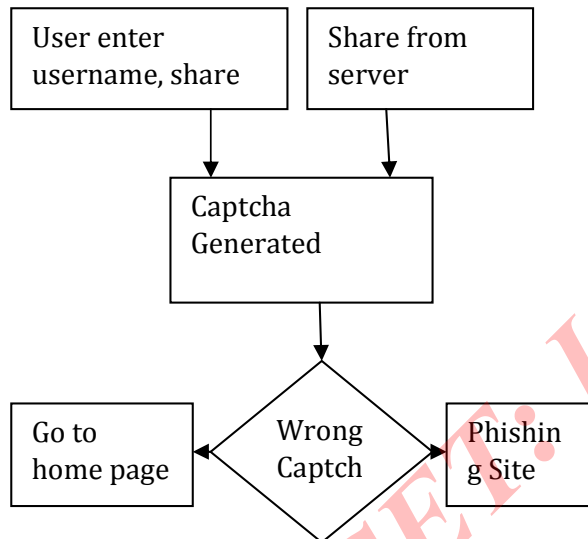 User enter
username, share
Share from
server
Captcha
Generated
Go to
home page
Wrong
Captch
Phishin
g Site